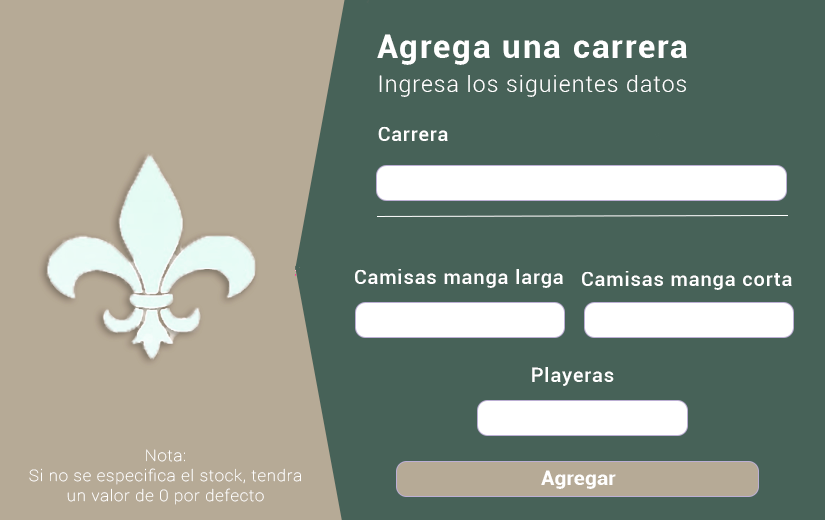 Agrega una carrera
Ingresa los siguientes datos
Carrera
Camisas manga larga
Camisas manga corta
Playeras
Agregar
Nota:
Si no se especifica el stock, tendra
un valor de 0 por defecto